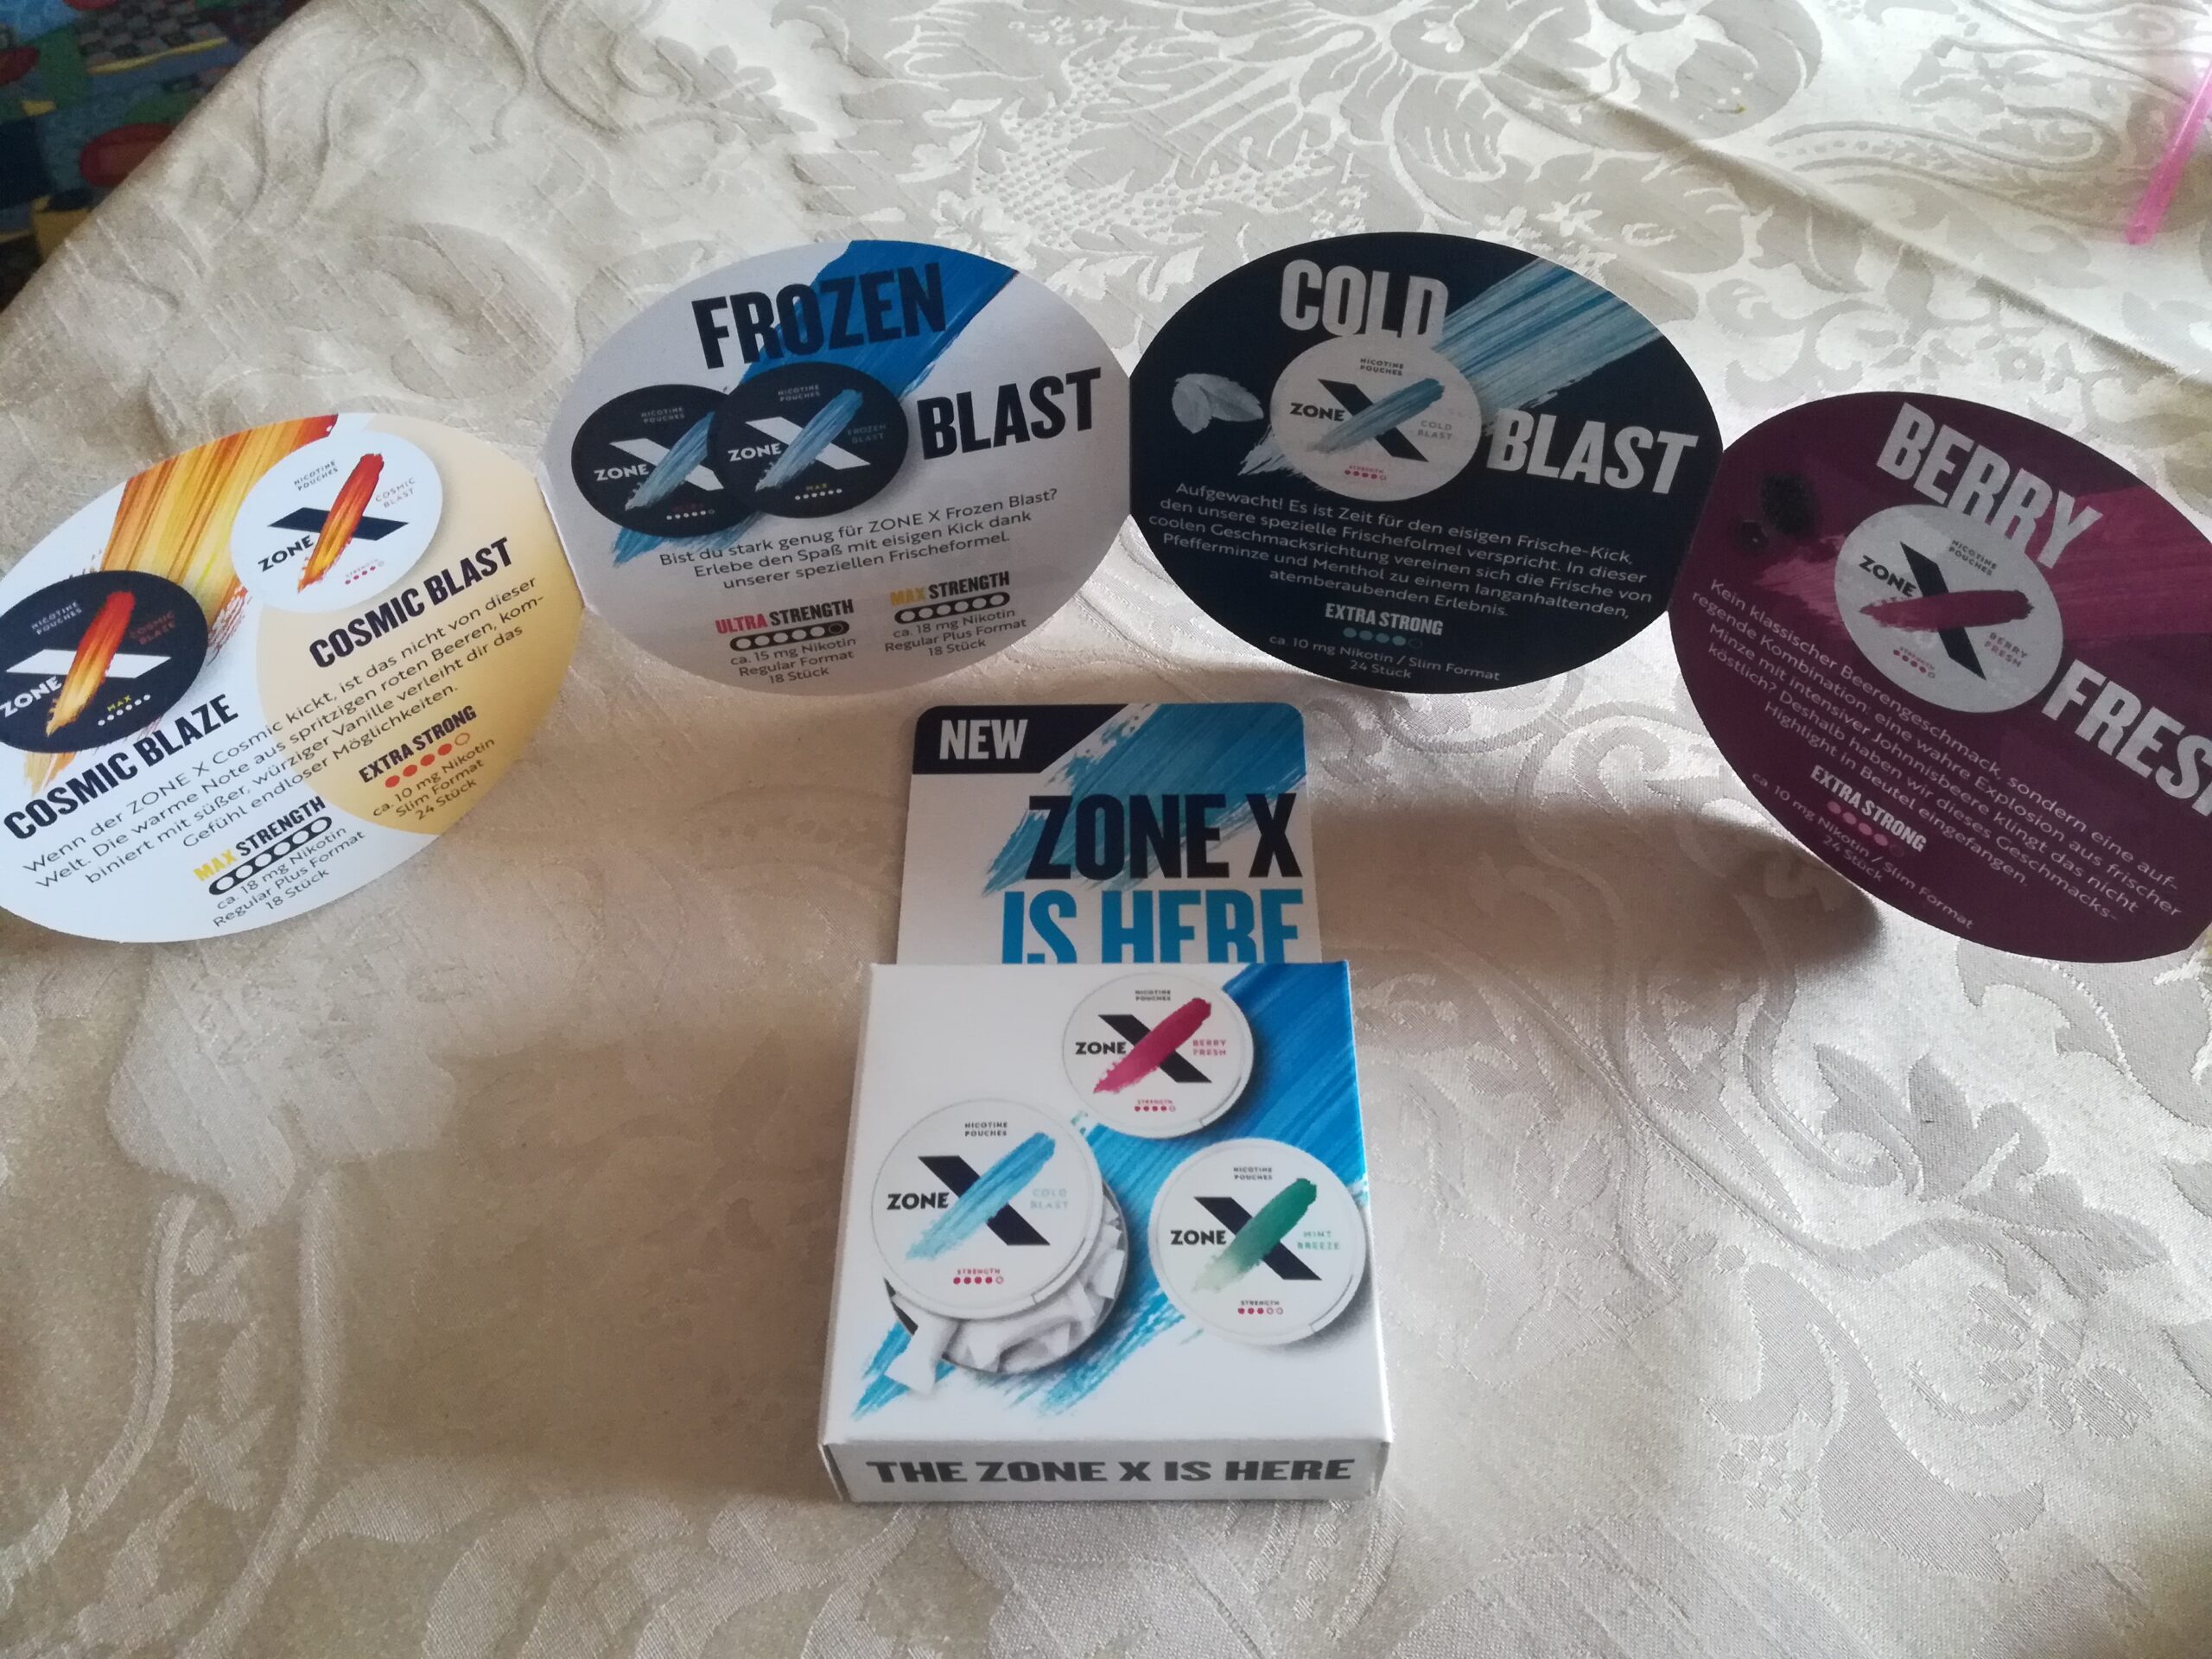 NICOTINE
POUCHES
ZONE X
COSMIC
BLAST
STRENGTH
COSMIC BLAST
NICOTINE
POUCHES
ZONE X
COSMIC
BLAZE
MAX
COSMIC BLAZE
Wenn der ZONE X Cosmic kickt, ist das nicht von dieser
Welt. Die warme Note aus spritzigen roten Beeren, kom-
biniert mit süßer, würziger Vanille verleiht dir das
Gefühl endloser Möglichkeiten.
MAX STRENGTH
ca. 18 mg Nikotin
Regular Plus Format
18 Stück
EXTRA STRONG
ca. 10 mg Nikotin
Slim Format
24 Stück
FROZEN
BLAST
NICOTINE
POUCHES
ZONE X
NICOTINE
POUCHES
ZONE X
FROZEN
BLAST
MAX
Bist du stark genug für ZONE X Frozen Blast?
Erlebe den Spaß mit eisigen Kick dank
unserer speziellen Frischeformel.
ULTRA STRENGTH
ca. 15 mg Nikotin
Regular Format
18 Stück
MAX STRENGTH
ca. 18 mg Nikotin
Regular Plus Format
18 Stück
COLD
BLAST
NICOTINE
POUCHES
ZONE X
COLD
BLAST
STRENGTH
Aufgewacht! Es ist Zeit für den eisigen Frische-Kick,
den unsere spezielle Frischefolmel verspricht. In dieser
coolen Geschmacksrichtung vereinen sich die Frische von
Pfefferminze und Menthol zu einem langanhaltenden,
atemberaubenden Erlebnis.
EXTRA STRONG
ca. 10 mg Nikotin / Slim Format
24 Stück
BERRY
FRES
NICOTINE
POUCHES
ZONE X
BERRY
FRESH
STRENGTH
Kein klassischer Beerengeschmack, sondern eine auf-
regende Kombination: eine wahre Explosion aus frischer
Minze mit intensiver Johnnisbeere klingt das nicht
köstlich? Deshalb haben wir dieses Geschmacks-
Highlight in Beutel eingefangen.
EXTRA STRONG
ca. 10 mg Nikotin / Slim Format
24 Stück
NEW
ZONE X
IS HERE
NICOTINE
POUCHES
ZONE X
BERRY
FRESH
STRENGTH
NICOTINE
POUCHES
ZONE X
COLD
BLAST
STRENGTH
NICOTINE
POUCHES
ZONE X
MINT
BREEZE
STRENGTH
THE ZONE X IS HERE